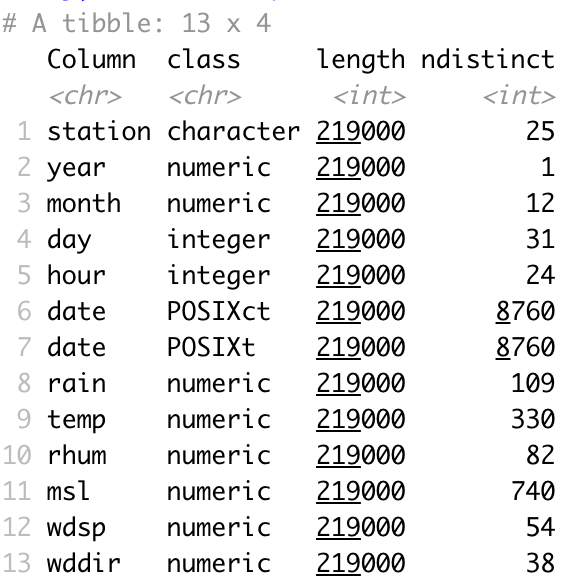 # A tibble: 13 x 4
Column class length ndistinct
<chr> <chr> <int> <int>
1 station character 219000 25
2 year numeric 219000 1
3 month numeric 219000 12
4 day integer 219000 31
5 hour integer 219000 24
6 date POSIXct 219000 8760
7 date POSIXt 219000 8760
8 rain numeric 219000 109
9 temp numeric 219000 330
10 rhum numeric 219000 82
11 msl numeric 219000 740
12 wdsp numeric 219000 54
13 wddir numeric 219000 38